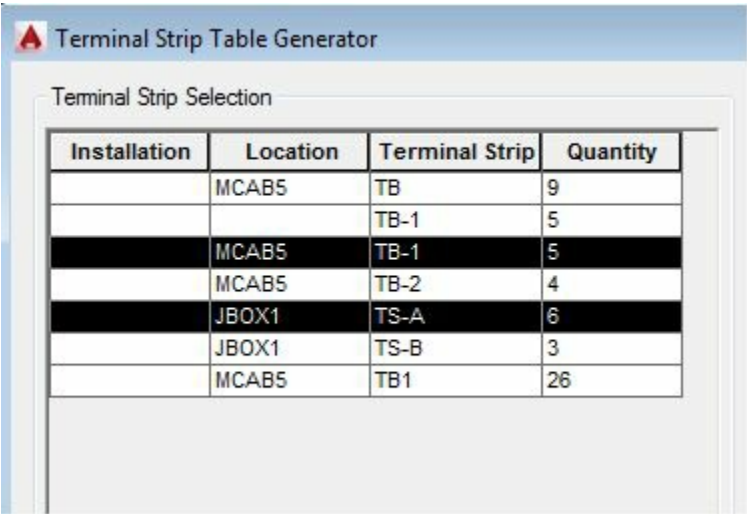 Terminal Strip Table Generator
Terminal Strip Selection
Installation Location Terminal Strip Quantity
MCAB5 TB 9
TB-1 5
MCAB5 TB-1 5
MCAB5 TB-2 4
JBOX1 TS-A 6
JBOX1 TS-B 3
MCAB5 TB1 26